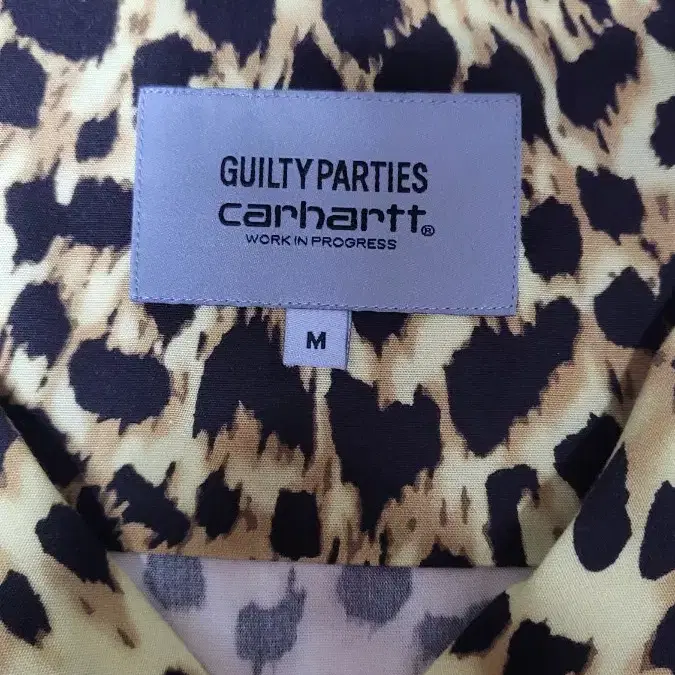 GUILTY PARTIES
carhartt®
WORK IN PROGRESS
M